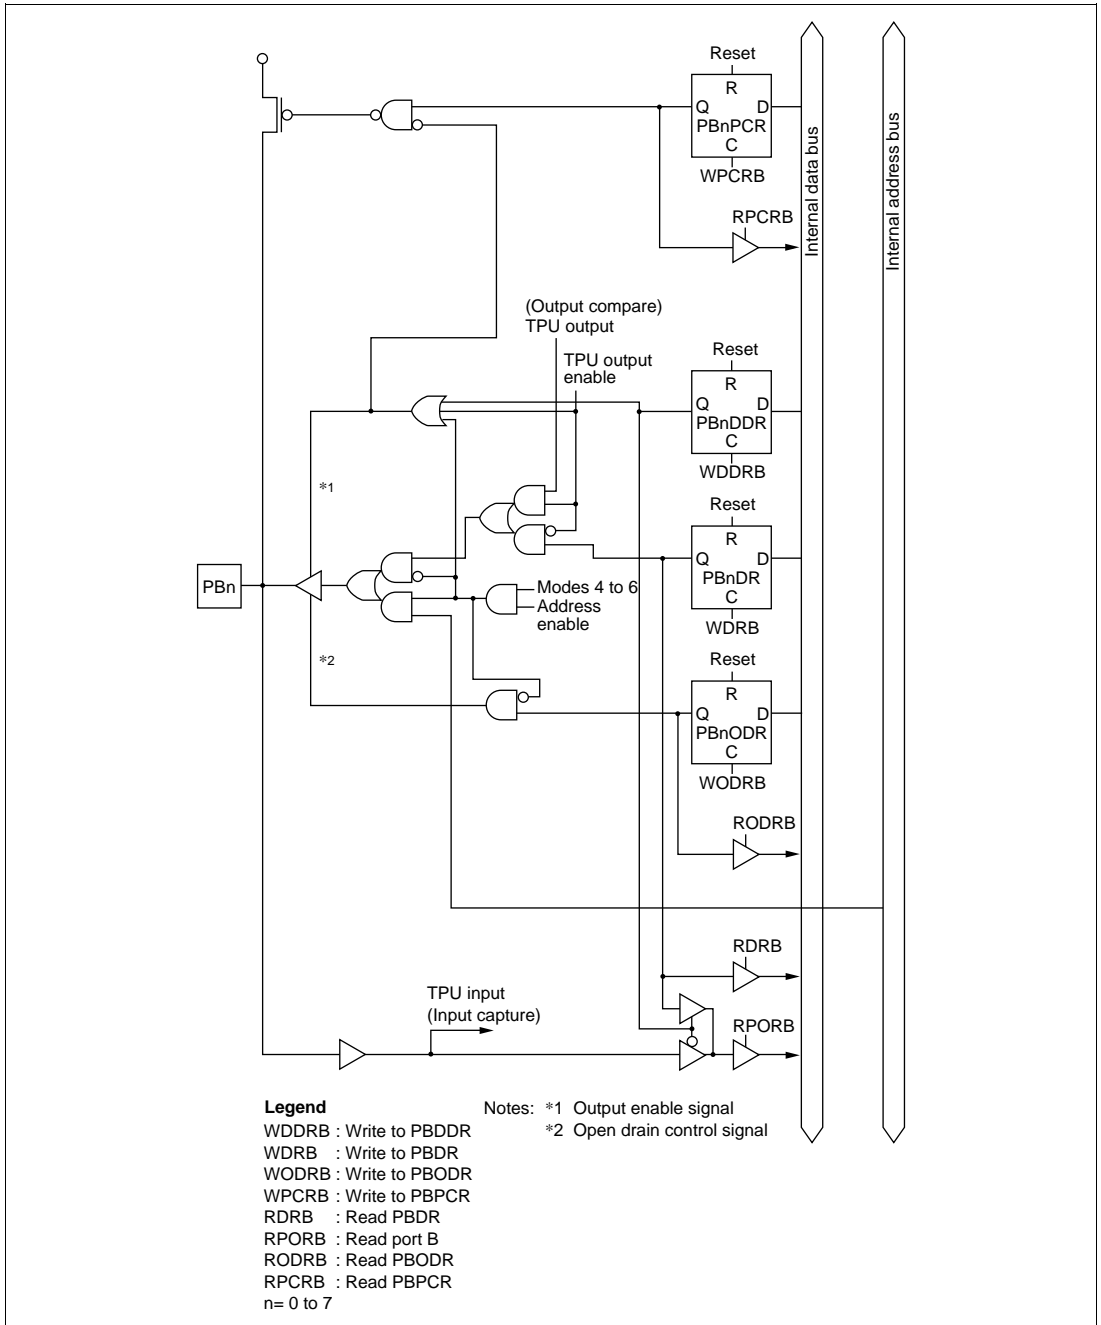 Reset
R
Q D
PBnPCR
C
WPCRB
RPCRB
Internal data bus
Internal address bus
(Output compare)
TPU output
TPU output
enable
Reset
R
Q D
PBnDDR
C
WDDRB
*1
Reset
R
Q D
PBnDR
C
WDRB
PBn
Modes 4 to 6
Address
enable
*2
Reset
R
Q D
PBnODR
C
WODRB
RODRB
RDRB
TPU input
(Input capture)
RPORB
Legend
WDDRB : Write to PBDDR
WDRB : Write to PBDR
WODRB : Write to PBODR
WPCRB : Write to PBPCR
RDRB : Read PBDR
RPORB : Read port B
RODRB : Read PBODR
RPCRB : Read PBPCR
n= 0 to 7
Notes: *1 Output enable signal
*2 Open drain control signal